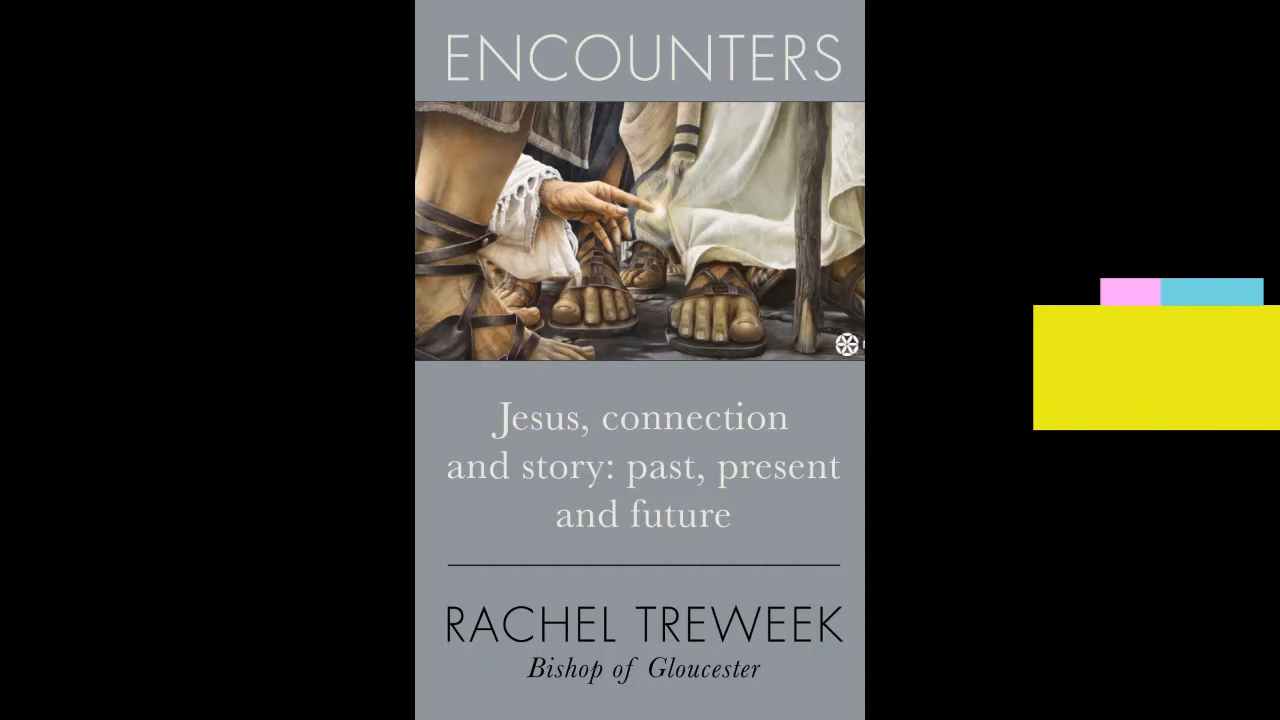 ENCOUNTERS
Jesus, connection
and story: past, present
and future
RACHEL TREWEEK
Bishop of Gloucester